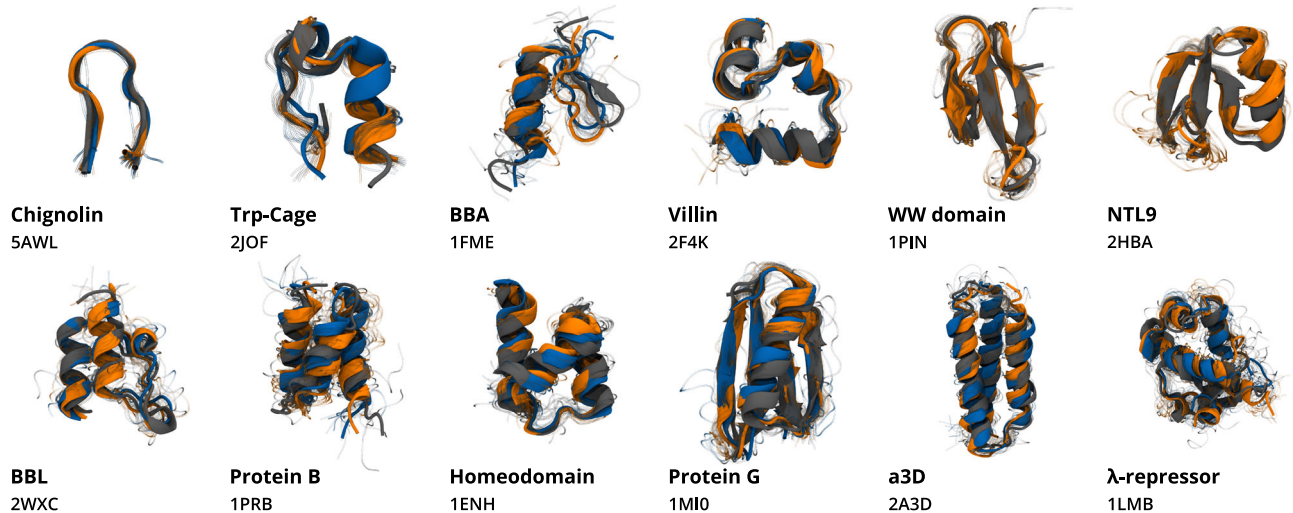 Chignolin
5AWL
Trp-Cage
2JOF
BBA
1FME
Villin
2F4K
WW domain
1PIN
NTL9
2HBA
BBL
2WXC
Protein B
1PRB
Homeodomain
1ENH
Protein G
1MI0
a3D
2A3D
λ-repressor
1LMB